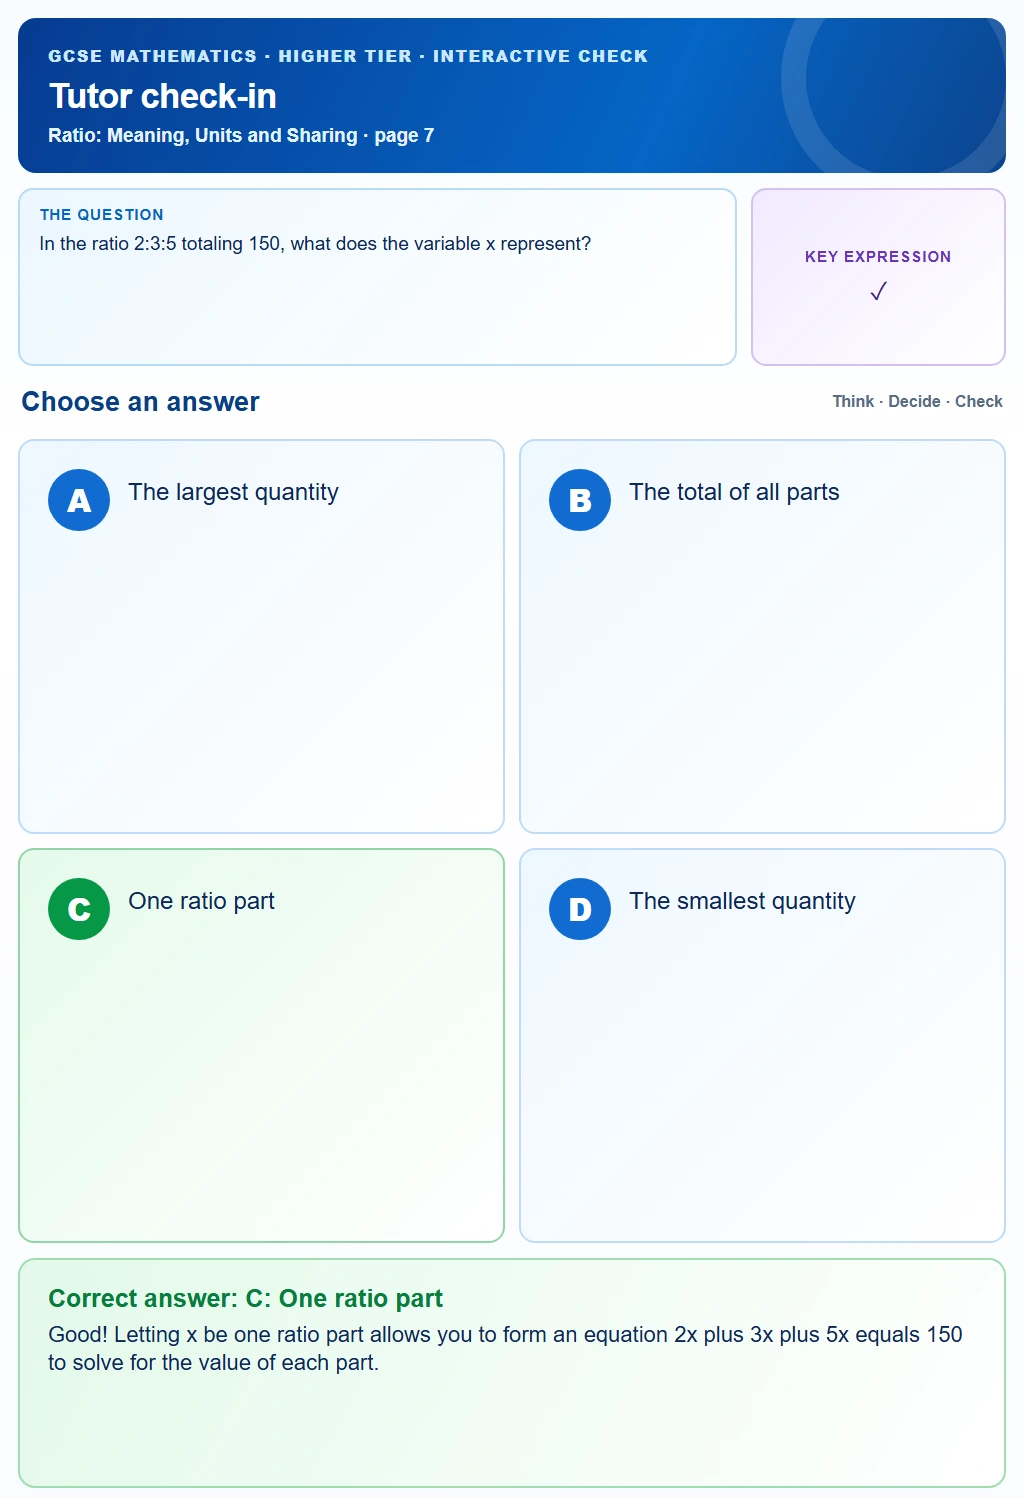 GCSE MATHEMATICS · HIGHER TIER · INTERACTIVE CHECK
Tutor check-in
Ratio: Meaning, Units and Sharing · page 7
THE QUESTION
In the ratio 2:3:5 totaling 150, what does the variable x represent?
KEY EXPRESSION
✓
Choose an answer
Think · Decide · Check
A
The largest quantity
B
The total of all parts
C
One ratio part
D
The smallest quantity
Correct answer: C: One ratio part
Good! Letting x be one ratio part allows you to form an equation 2x plus 3x plus 5x equals 150
to solve for the value of each part.